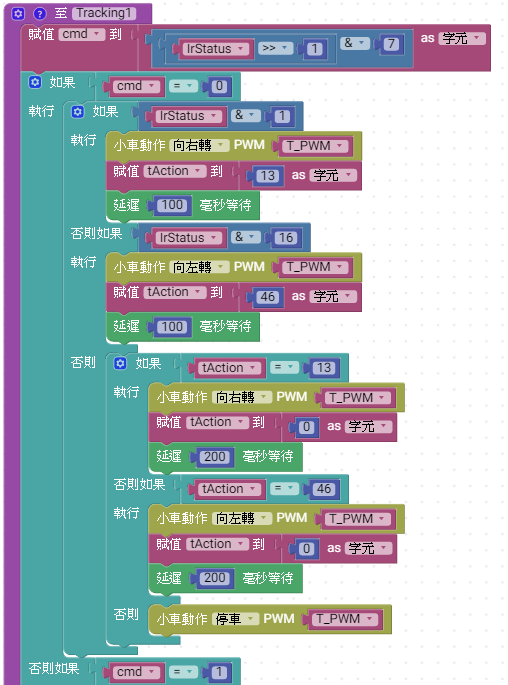 至 Tracking1
賦值 cmd 到 IrStatus >> 1 & 7 as 字元
如果 cmd = 0
執行 如果 IrStatus & 1
執行 小車動作 向右轉 PWM T_PWM
賦值 tAction 到 13 as 字元
延遲 100 毫秒等待
否則如果 IrStatus & 16
執行 小車動作 向左轉 PWM T_PWM
賦值 tAction 到 46 as 字元
延遲 100 毫秒等待
否則 如果 tAction = 13
執行 小車動作 向右轉 PWM T_PWM
賦值 tAction 到 0 as 字元
延遲 200 毫秒等待
否則如果 tAction = 46
執行 小車動作 向左轉 PWM T_PWM
賦值 tAction 到 0 as 字元
延遲 200 毫秒等待
否則 小車動作 停車 PWM T_PWM
否則如果 cmd = 1